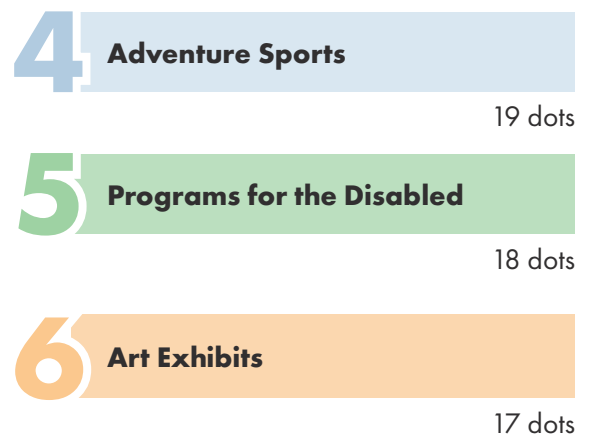 4 Adventure Sports
19 dots
5 Programs for the Disabled
18 dots
6 Art Exhibits
17 dots